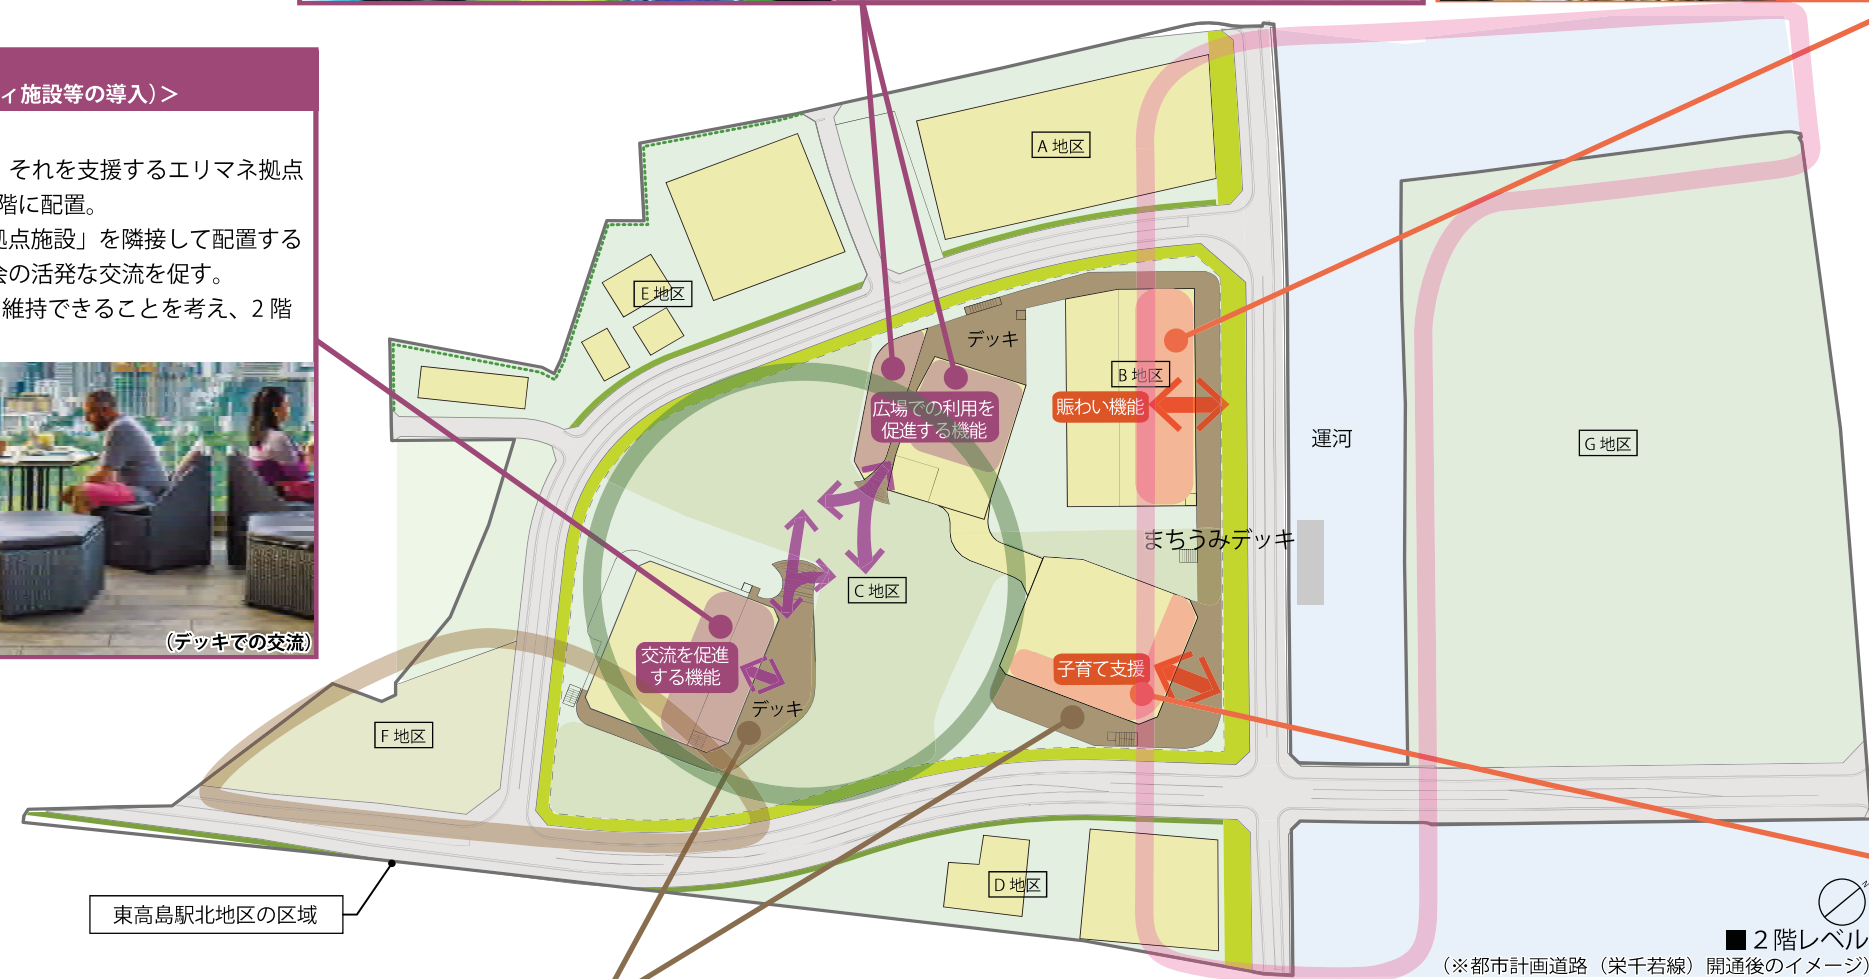 ィ施設等の導入）＞
それを支援するエリマネ拠点
階に配置。
拠点施設」を隣接して配置する
会の活発な交流を促す。
維持できることを考え、2 階
（デッキでの交流）
A 地区
E 地区
デッキ
B 地区
広場での利用を
促進する機能
賑わい機能
運河
G 地区
まちうみデッキ
C 地区
交流を促進
する機能
子育て支援
デッキ
F 地区
D 地区
東高島駅北地区の区域
N
■２階レベル
（※都市計画道路（栄千若線）開通後のイメージ）